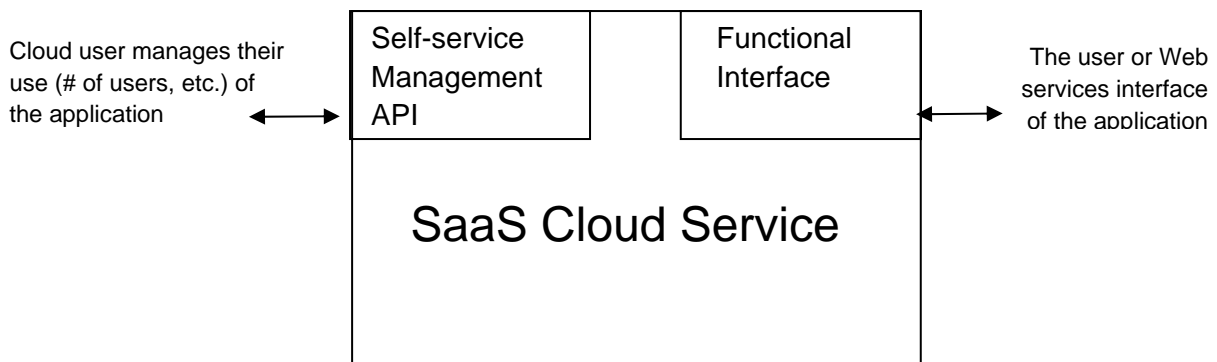 Cloud user manages their
use (# of users, etc.) of
the application
Self-service
Management
API
Functional
Interface
The user or Web
services interface
of the application
SaaS Cloud Service